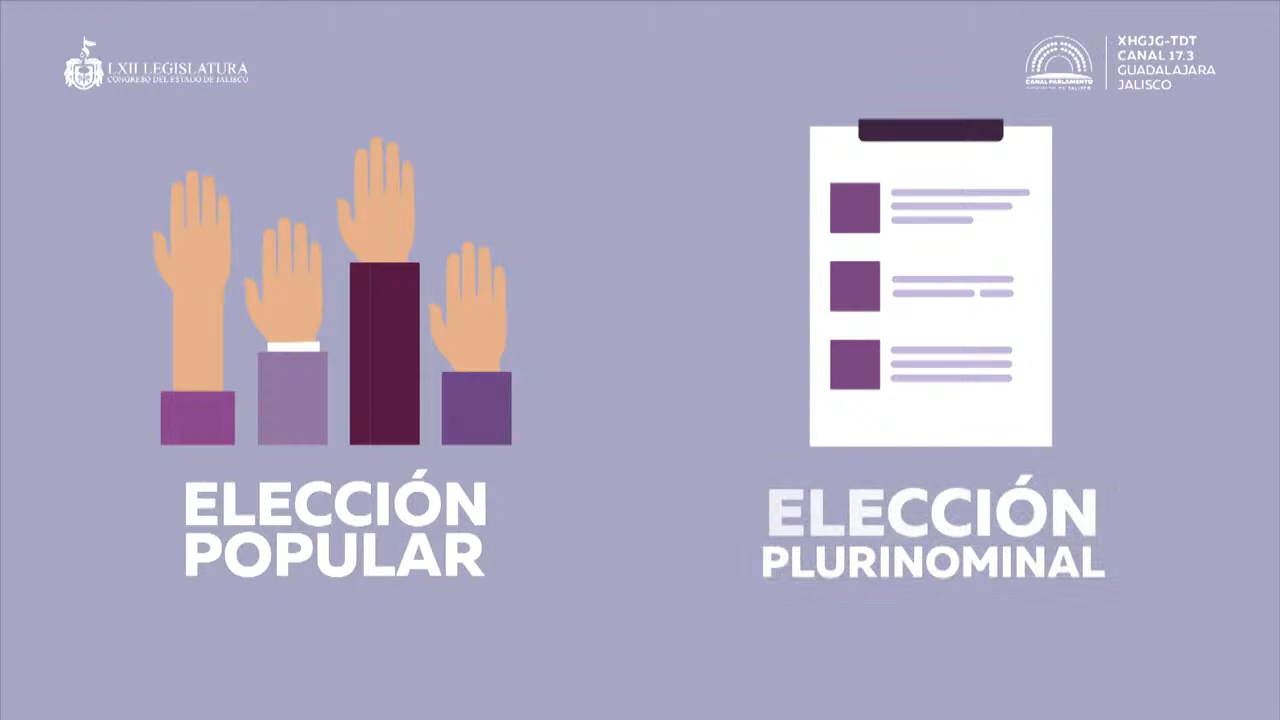 LXII LEGISLATURA
CONGRESO DEL ESTADO DE JALISCO
CANAL PARLAMENTO
XHGJG-TDT
CANAL 17.3
GUADALAJARA
JALISCO
ELECCIÓN
POPULAR
ELECCIÓN
PLURINOMINAL